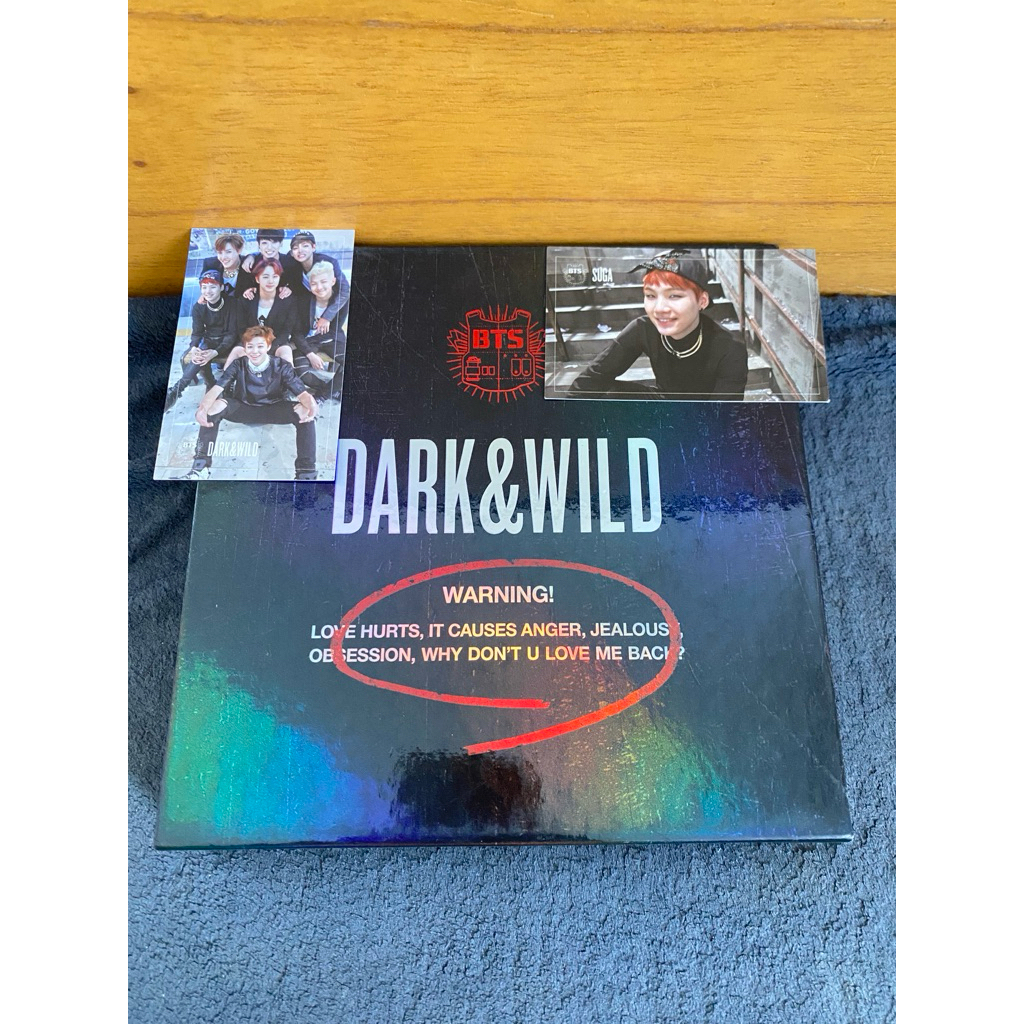 BTS
SUGA
BTS
BTS
DARK&WILD
DARK&WILD
WARNING!
LOVE HURTS, IT CAUSES ANGER, JEALOUSY,
OBSESSION, WHY DON'T U LOVE ME BACK?